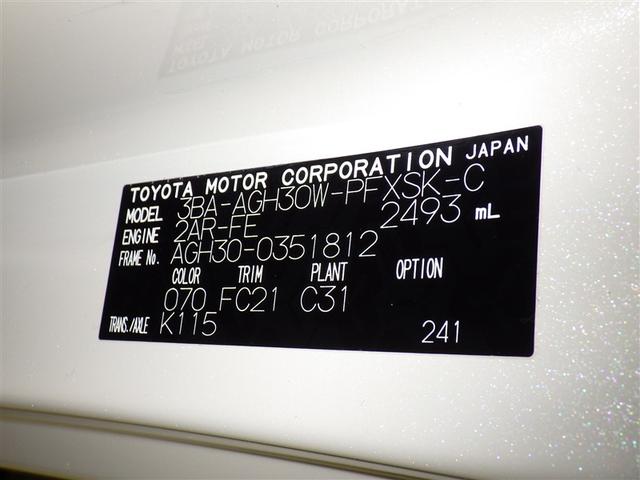 TOYOTA MOTOR CORPORATION JAPAN
MODEL 3BA-AGH30W-PFXSK-C
ENGINE 2AR-FE 2493 mL
FRAME No. AGH30-0351812
COLOR TRIM PLANT OPTION
070 FC21 C31
TRANS./AXLE K115 241